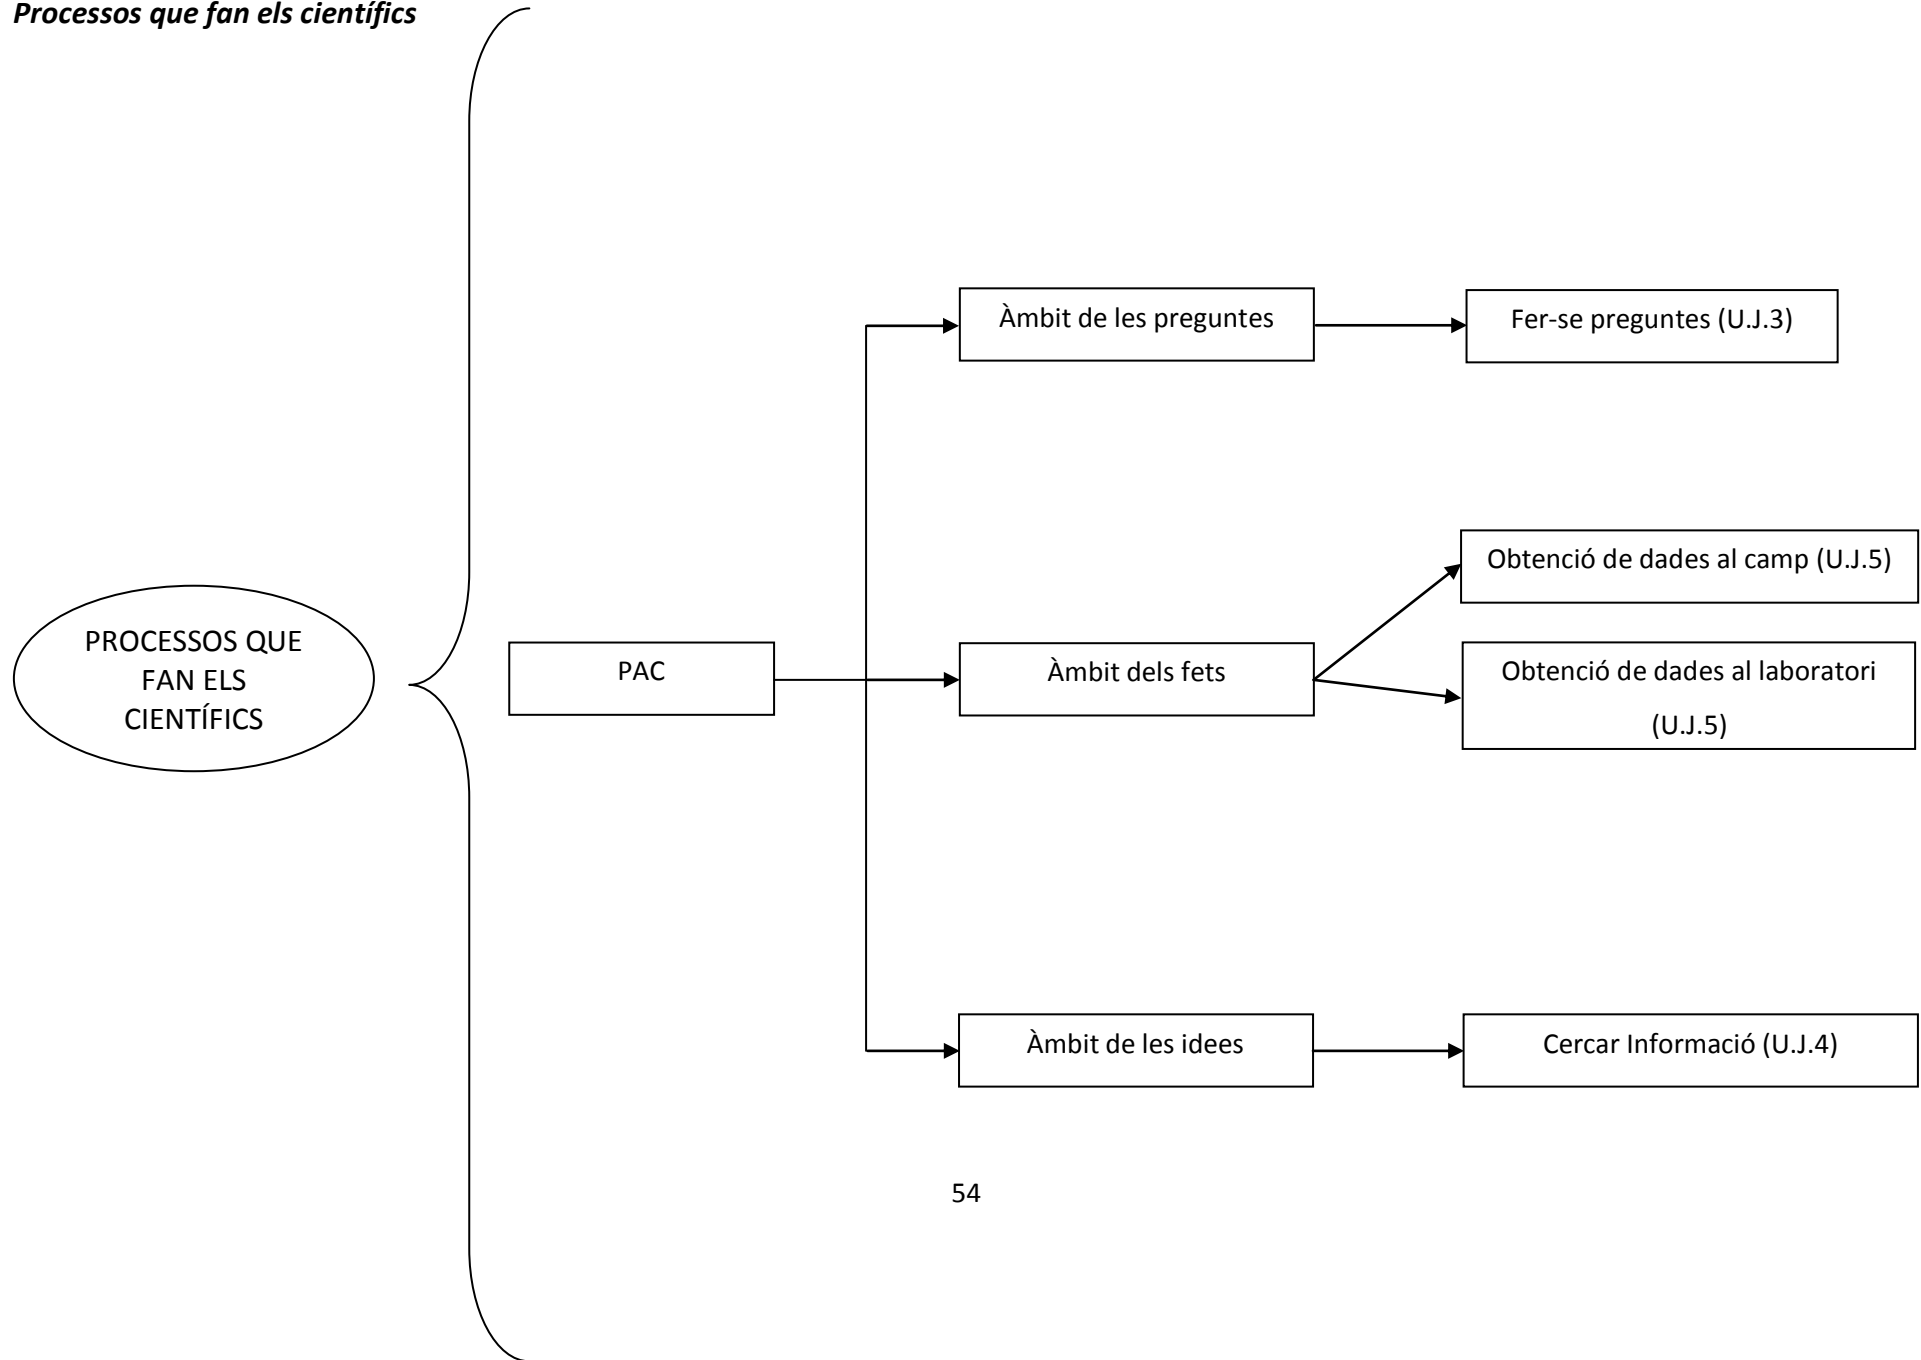 Processos que fan els científics
Àmbit de les preguntes
Fer-se preguntes (U.J.3)
Obtenció de dades al camp (U.J.5)
PROCESSOS QUE
FAN ELS
CIENTÍFICS
PAC
Àmbit dels fets
Obtenció de dades al laboratori
(U.J.5)
Àmbit de les idees
Cercar Informació (U.J.4)
54